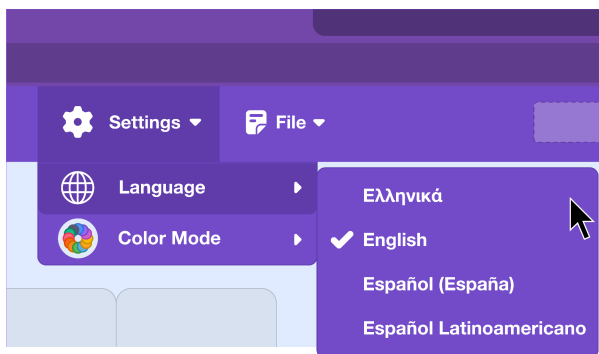 Settings
File
Language
Color Mode
Ελληνικά
English
Español (España)
Español Latinoamericano